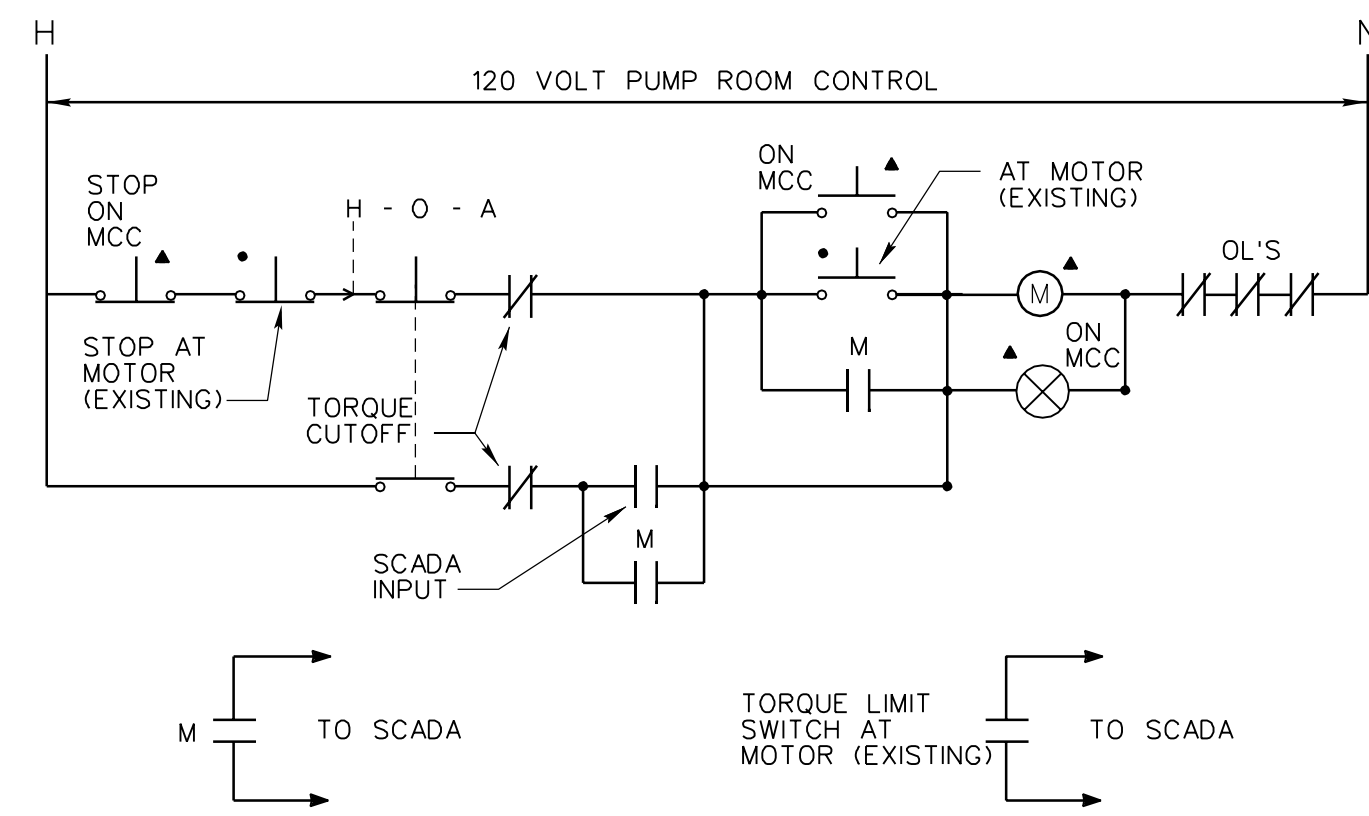 H
N
120 VOLT PUMP ROOM CONTROL
STOP
ON
MCC
H - O - A
ON
MCC
AT MOTOR
(EXISTING)
OL'S
M
STOP AT
MOTOR
(EXISTING)
M
ON
MCC
TORQUE
CUTOFF
SCADA
INPUT
M
M
TO SCADA
TORQUE LIMIT
SWITCH AT
MOTOR (EXISTING)
TO SCADA